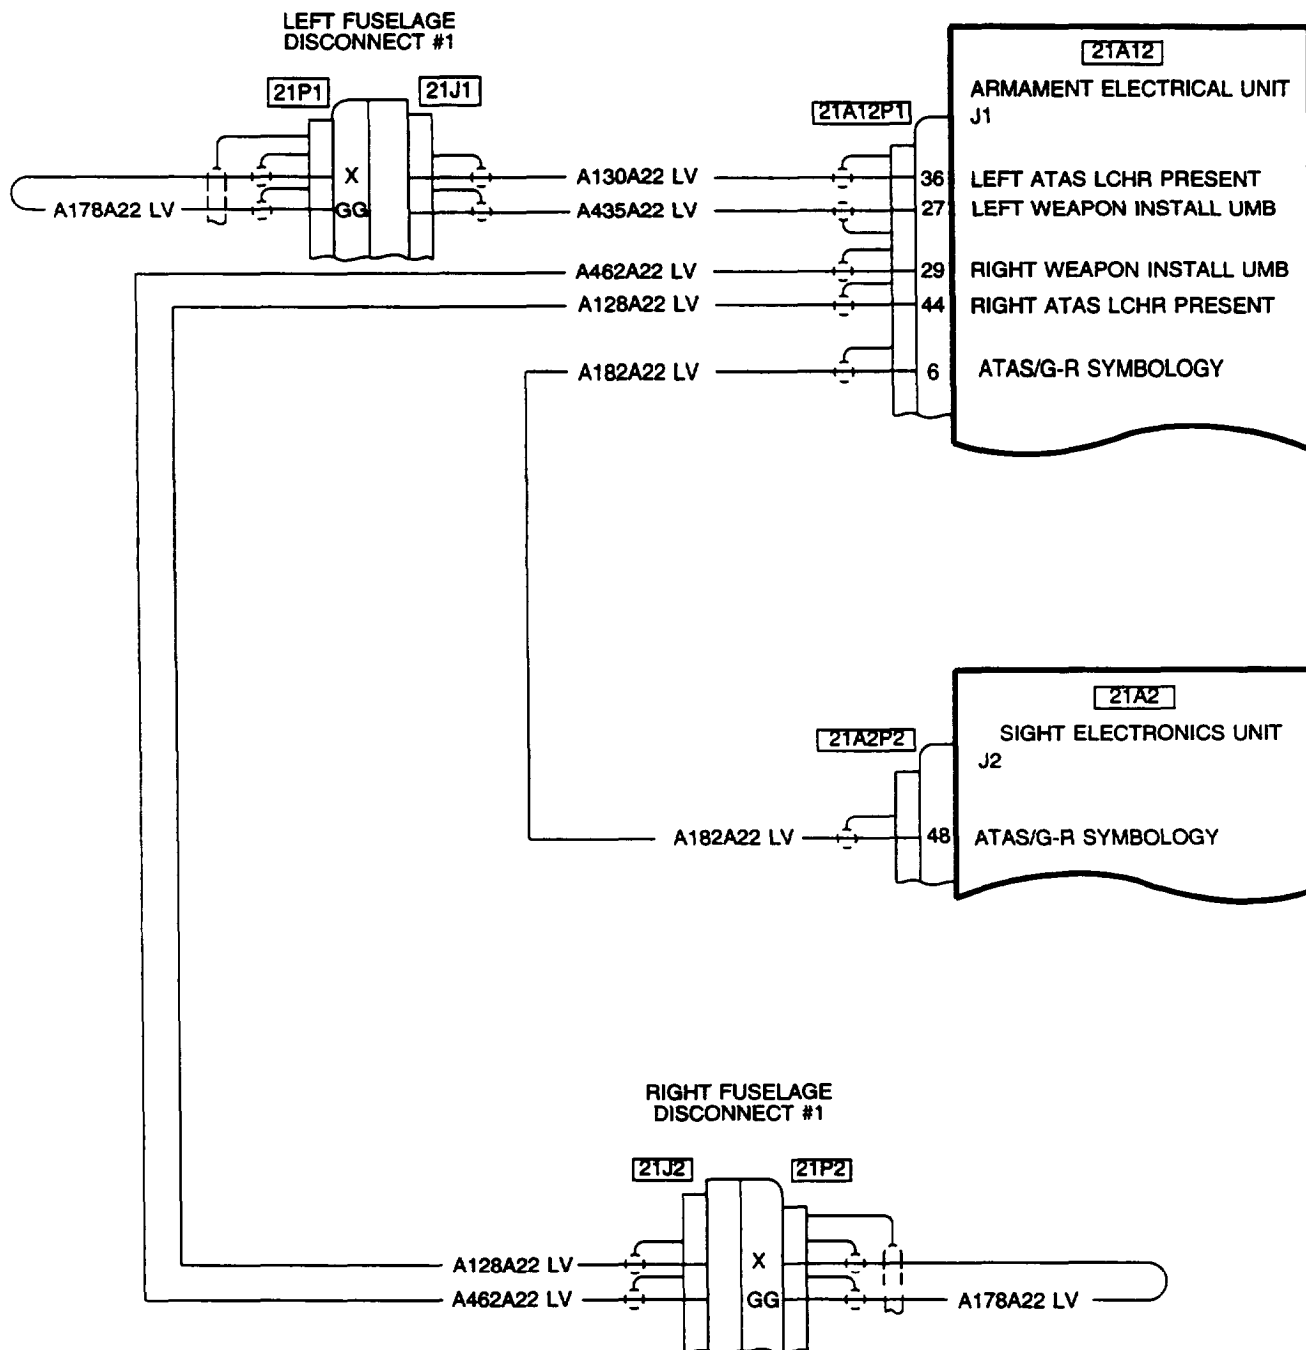 LEFT FUSELAGE
DISCONNECT #1
21P1
21J1
X
GG
A178A22 LV
A130A22 LV
A435A22 LV
A462A22 LV
A128A22 LV
A182A22 LV
21A12P1
21A12
ARMAMENT ELECTRICAL UNIT
J1
36 LEFT ATAS LCHR PRESENT
27 LEFT WEAPON INSTALL UMB
29 RIGHT WEAPON INSTALL UMB
44 RIGHT ATAS LCHR PRESENT
6 ATAS/G-R SYMBOLOGY
21A2P2
21A2
SIGHT ELECTRONICS UNIT
J2
A182A22 LV
48 ATAS/G-R SYMBOLOGY
RIGHT FUSELAGE
DISCONNECT #1
21J2
21P2
A128A22 LV
X
A462A22 LV
GG
A178A22 LV